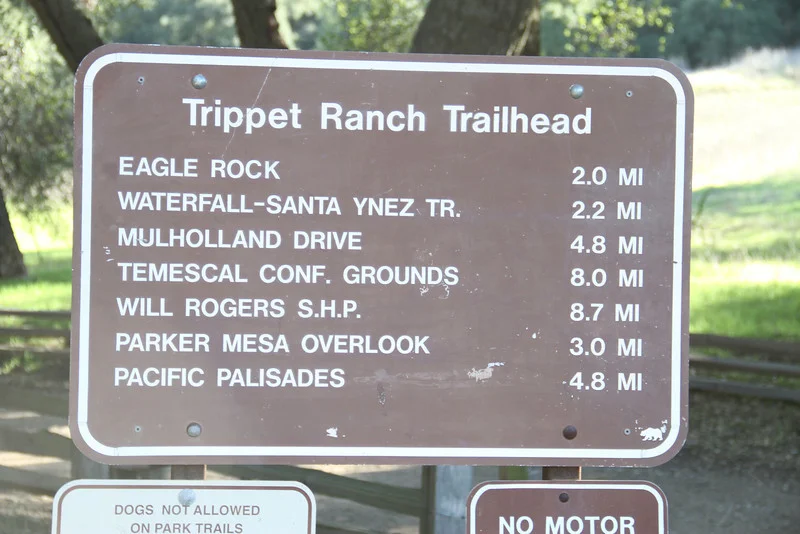 Trippet Ranch Trailhead
EAGLE ROCK 2.0 MI
WATERFALL-SANTA YNEZ TR. 2.2 MI
MULHOLLAND DRIVE 4.8 MI
TEMESCAL CONF. GROUNDS 8.0 MI
WILL ROGERS S.H.P. 8.7 MI
PARKER MESA OVERLOOK 3.0 MI
PACIFIC PALISADES 4.8 MI
DOGS NOT ALLOWED
ON PARK TRAILS
NO MOTOR